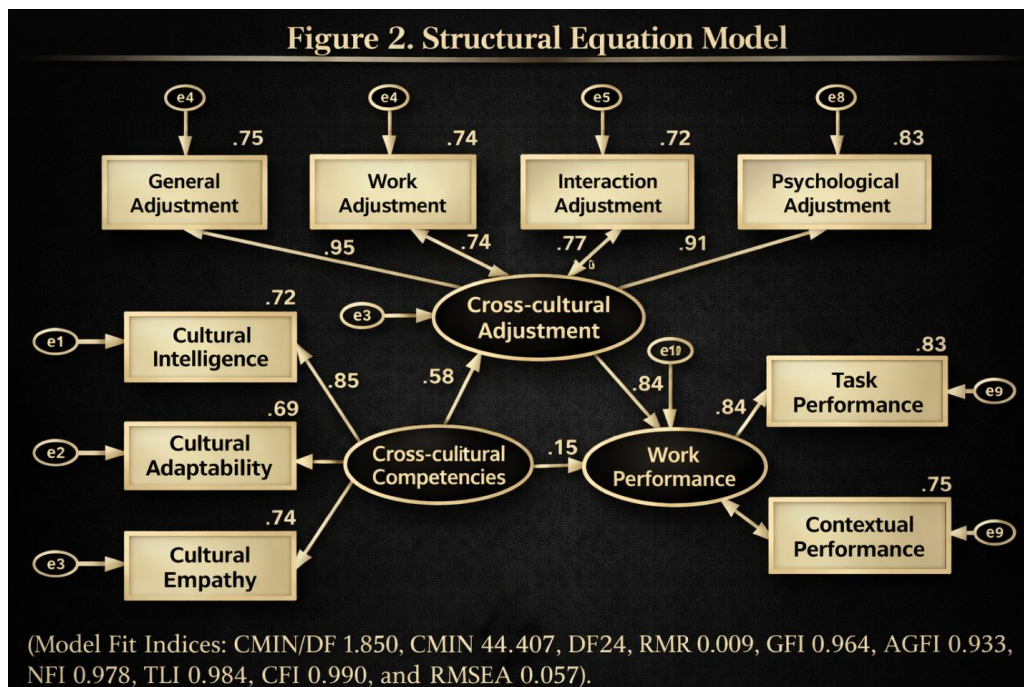 Figure 2. Structural Equation Model
e4
e4
e5
e8
.75
.74
.72
.83
General
Adjustment
Work
Adjustment
Interaction
Adjustment
Psychological
Adjustment
.95
.74
.77
.91
Cross-cultural
Adjustment
e3
.72
e1
Cultural
Intelligence
.85
.58
.84
.84
.83
Task
Performance
e9
.69
e2
Cultural
Adaptability
Cross-culitural
Competencies
.15
Work
Performance
.74
e3
Cultural
Empathy
.75
Contextual
Performance
e9
(Model Fit Indices: CMIN/DF 1.850, CMIN 44.407, DF24, RMR 0.009, GFI 0.964, AGFI 0.933,
NFI 0.978, TLI 0.984, CFI 0.990, and RMSEA 0.057).